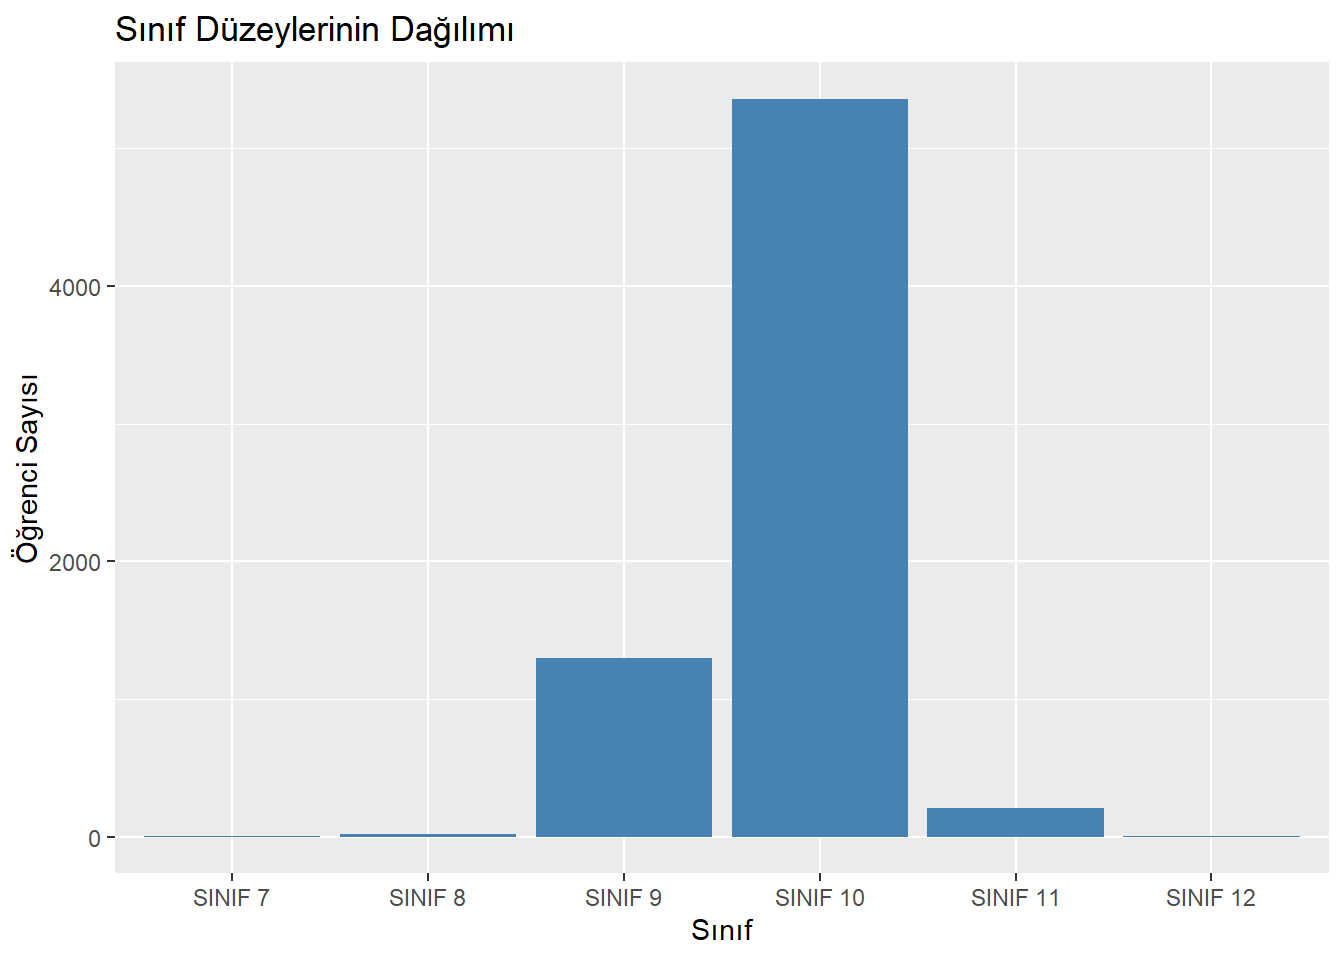 Sınıf Düzeylerinin Dağılımı
Öğrenci Sayısı
4000
2000
0
SINIF 7 SINIF 8 SINIF 9 SINIF 10 SINIF 11 SINIF 12
Sınıf